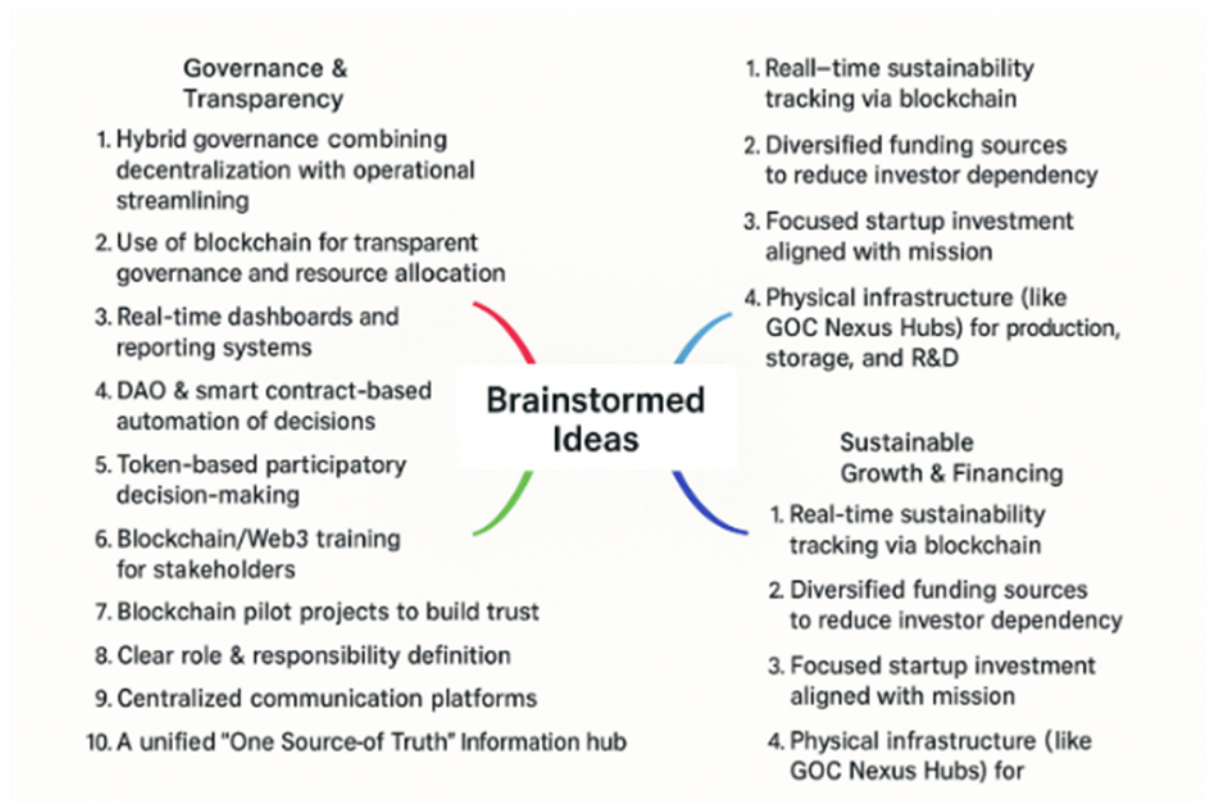 Governance &
Transparency
1. Hybrid governance combining
decentralization with operational
streamlining
2. Use of blockchain for transparent
governance and resource allocation
3. Real-time dashboards and
reporting systems
4. DAO & smart contract-based
automation of decisions
5. Token-based participatory
decision-making
6. Blockchain/Web3 training
for stakeholders
7. Blockchain pilot projects to build trust
8. Clear role & responsibility definition
9. Centralized communication platforms
10. A unified "One Source-of Truth" Information hub
Brainstormed
Ideas
1. Reall–time sustainability
tracking via blockchain
2. Diversified funding sources
to reduce investor dependency
3. Focused startup investment
aligned with mission
4. Physical infrastructure (like
GOC Nexus Hubs) for production,
storage, and R&D
Sustainable
Growth & Financing
1. Real-time sustainability
tracking via blockchain
2. Diversified funding sources
to reduce investor dependency
3. Focused startup investment
aligned with mission
4. Physical infrastructure (like
GOC Nexus Hubs) for